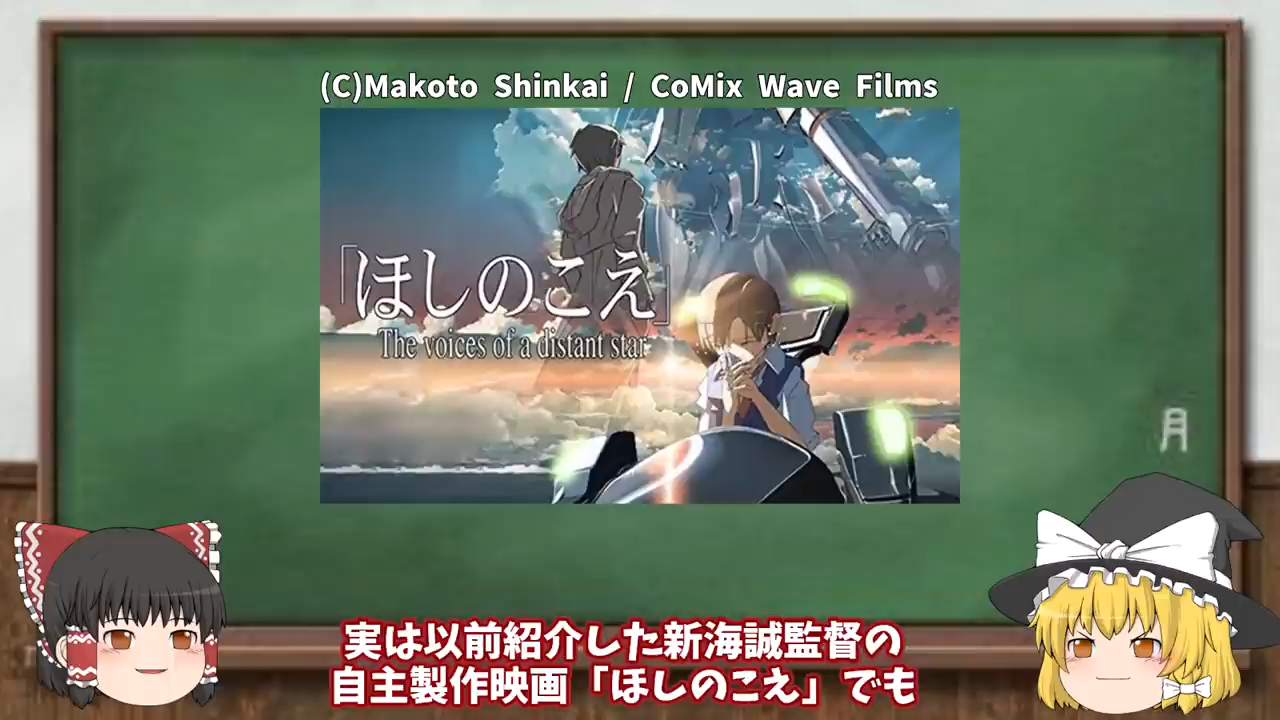 (C)Makoto Shinkai / CoMix Wave Films
「ほしのこえ」
The voices of a distant star
月
実は以前紹介した新海誠監督の
自主製作映画「ほしのこえ」でも